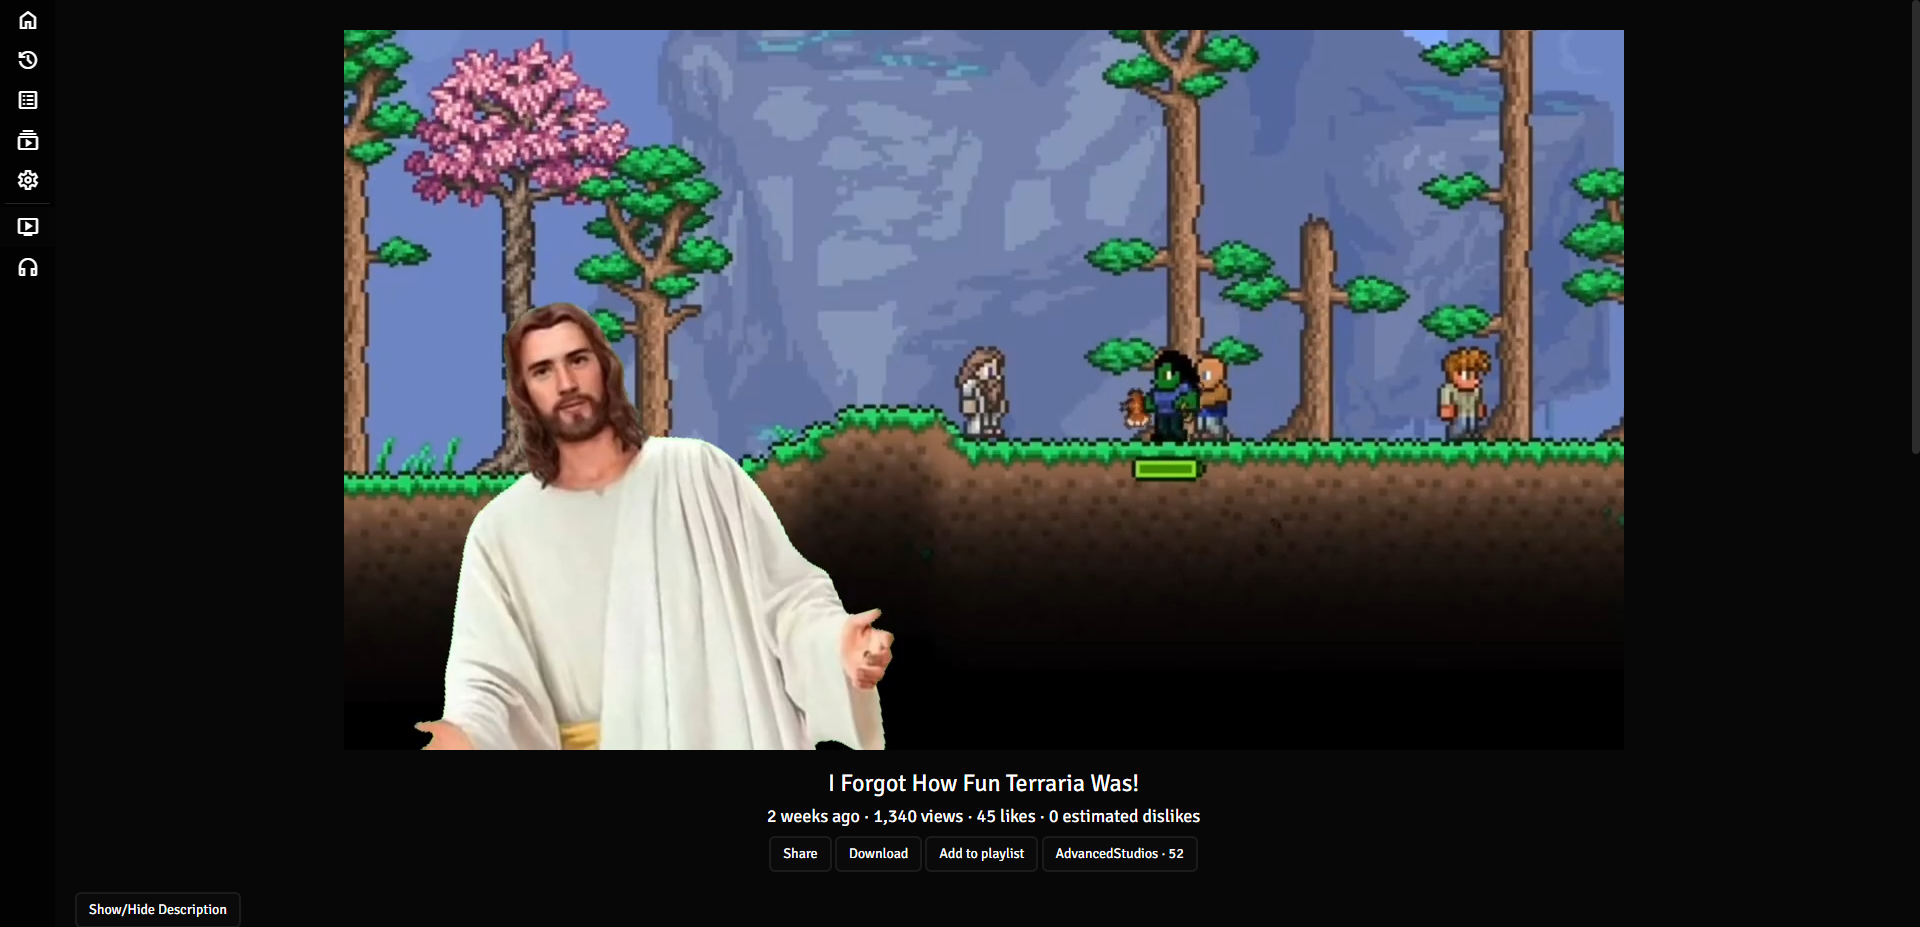 I Forgot How Fun Terraria Was!
2 weeks ago · 1,340 views · 45 likes · 0 estimated dislikes
Share Download Add to playlist AdvancedStudios · 52
Show/Hide Description